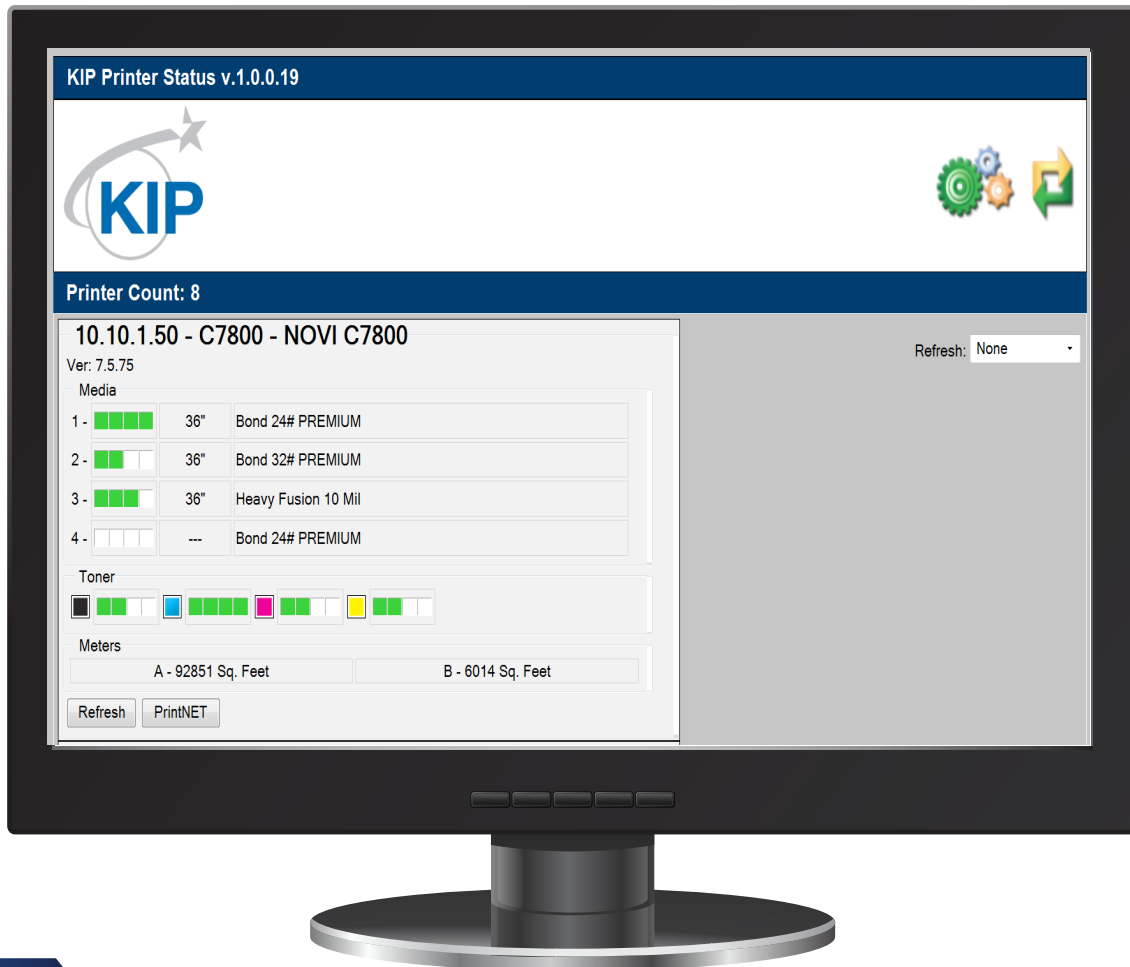 KIP Printer Status v.1.0.0.19
KIP
Printer Count: 8
10.10.1.50 - C7800 - NOVI C7800
Refresh: None
Ver: 7.5.75
Media
1 - 36" Bond 24# PREMIUM
2 - 36" Bond 32# PREMIUM
3 - 36" Heavy Fusion 10 Mil
4 - --- Bond 24# PREMIUM
Toner
Meters
A - 92851 Sq. Feet B - 6014 Sq. Feet
Refresh PrintNET